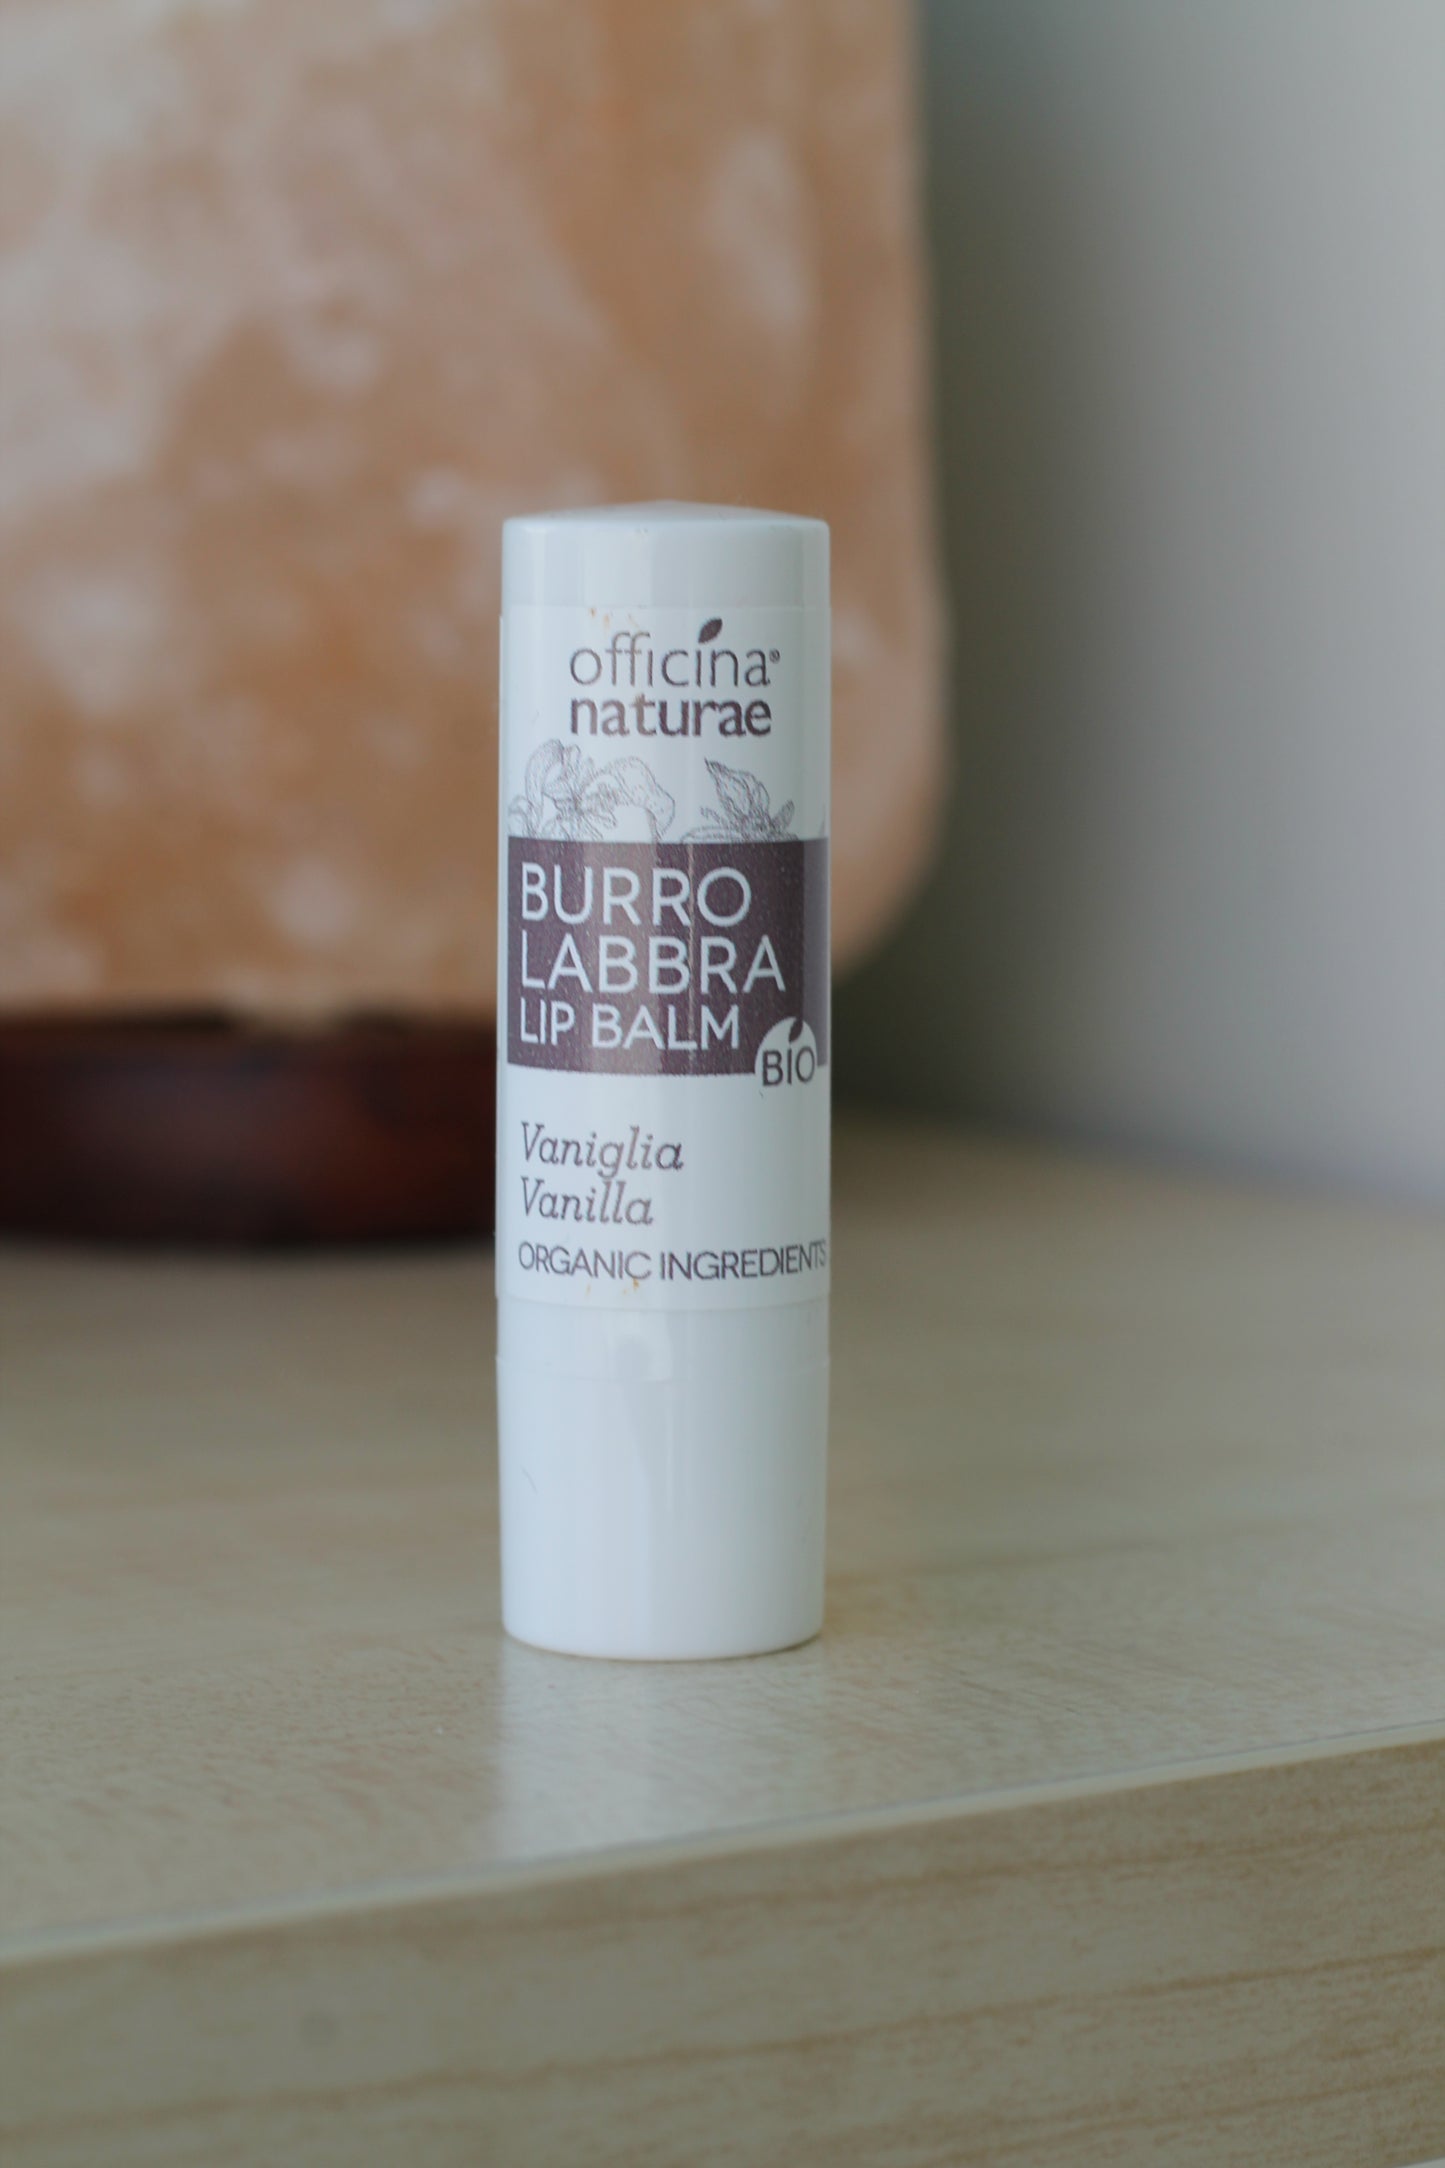 officina®
naturae
BURRO
LABBRA
LIP BALM
BIO
Vaniglia
Vanilla
ORGANIC INGREDIENTS